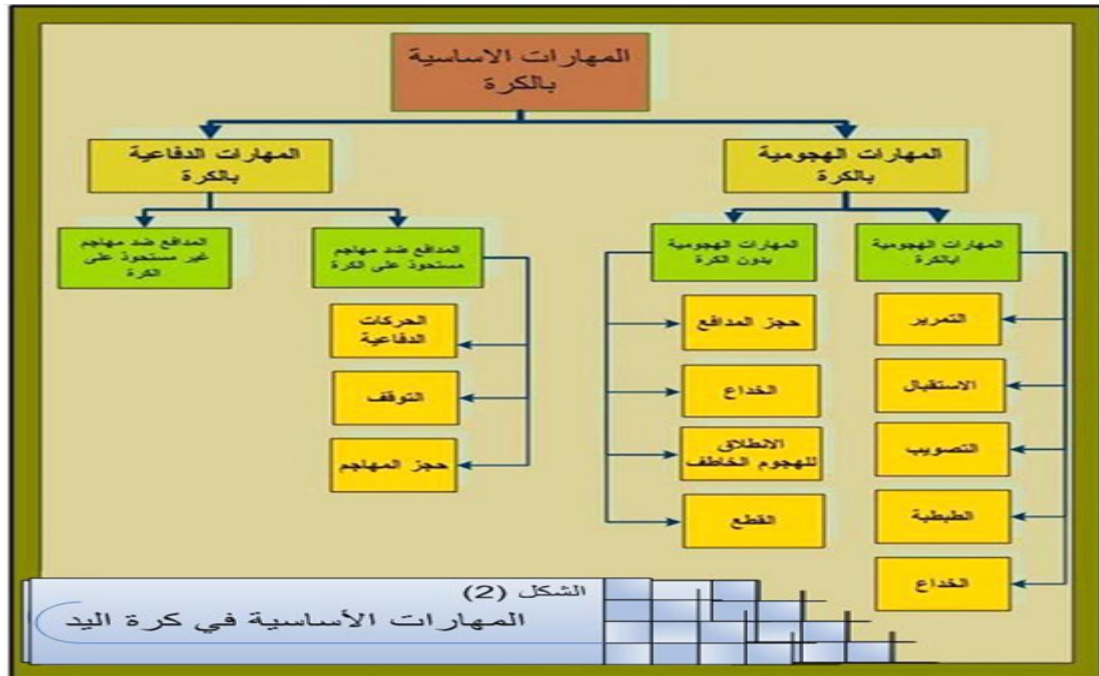 المهارات الاساسية
بالكرة
المهارات الهجومية
بالكرة
المهارات الدفاعية
بالكرة
المهارات الهجومية
ابالكرة
المهارات الهجومية
بدون الكرة
المدافع ضد مهاجم
مستحوذ على الكرة
المدافع ضد مهاجم
غير مستحوذ على
الكرة
التمرير
الاستقبال
التصويب
الطبطبة
الخداع
حجز المدافع
الخداع
الانطلاق
للهجوم الخاطف
القطع
الحركات
الدفاعية
التوقف
حجز المهاجم
الشكل (2)
المهارات الأساسية في كرة اليد